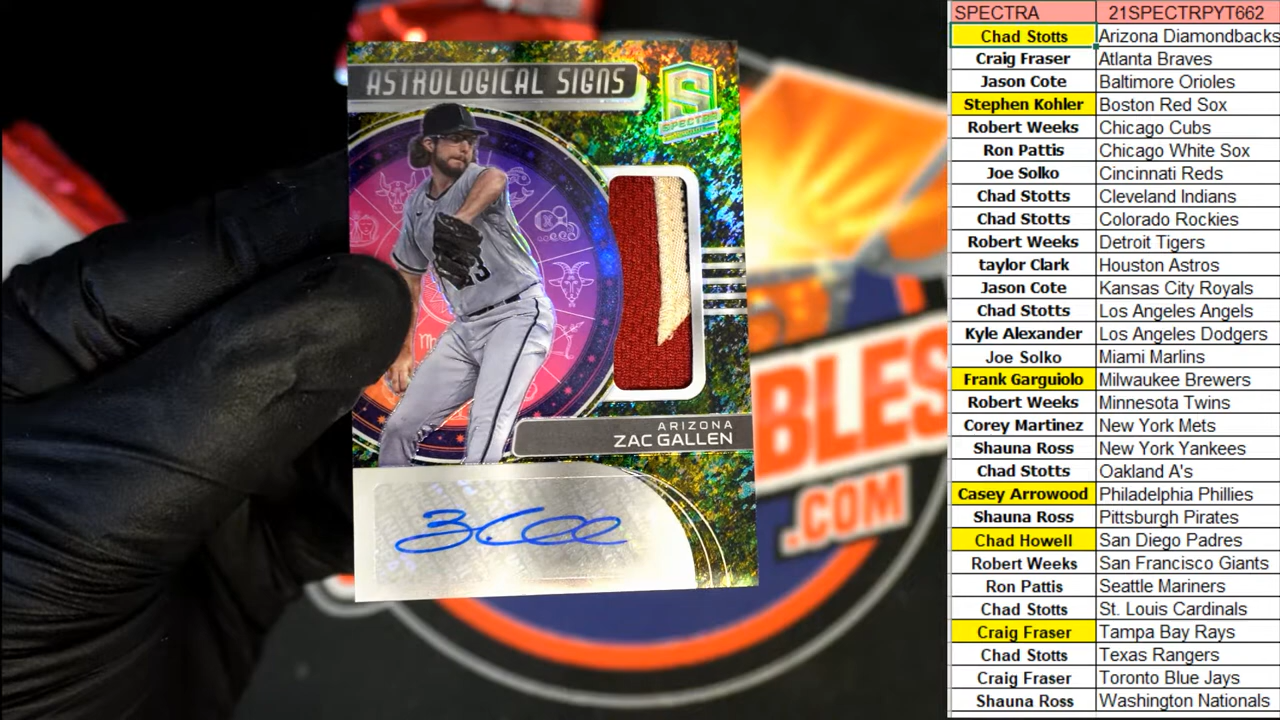 ASTROLOGICAL SIGNS
S
SPECTRA
23
ARIZONA
ZAC GALLEN
BLES
.COM
SPECTRA 21SPECTRPYT662
Chad Stotts Arizona Diamondbacks
Craig Fraser Atlanta Braves
Jason Cote Baltimore Orioles
Stephen Kohler Boston Red Sox
Robert Weeks Chicago Cubs
Ron Pattis Chicago White Sox
Joe Solko Cincinnati Reds
Chad Stotts Cleveland Indians
Chad Stotts Colorado Rockies
Robert Weeks Detroit Tigers
taylor Clark Houston Astros
Jason Cote Kansas City Royals
Chad Stotts Los Angeles Angels
Kyle Alexander Los Angeles Dodgers
Joe Solko Miami Marlins
Frank Garguiolo Milwaukee Brewers
Robert Weeks Minnesota Twins
Corey Martinez New York Mets
Shauna Ross New York Yankees
Chad Stotts Oakland A's
Casey Arrowood Philadelphia Phillies
Shauna Ross Pittsburgh Pirates
Chad Howell San Diego Padres
Robert Weeks San Francisco Giants
Ron Pattis Seattle Mariners
Chad Stotts St. Louis Cardinals
Craig Fraser Tampa Bay Rays
Chad Stotts Texas Rangers
Craig Fraser Toronto Blue Jays
Shauna Ross Washington Nationals